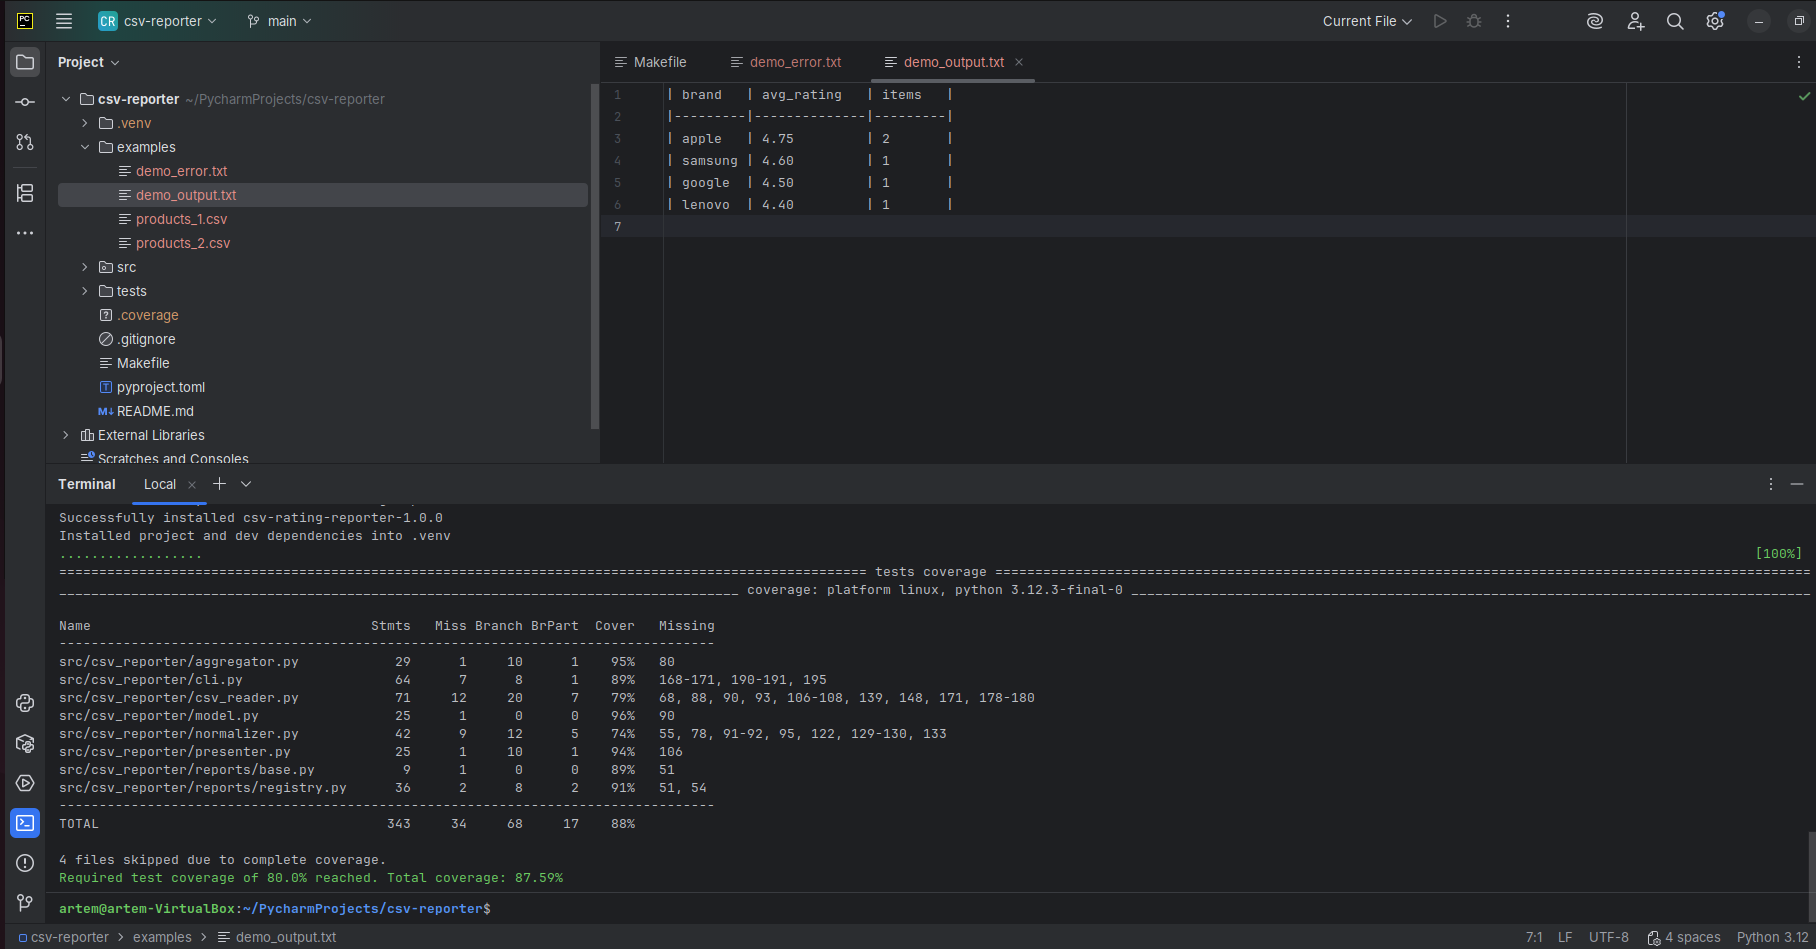 PC CR csv-reporter main Current File
Project
csv-reporter ~/PycharmProjects/csv-reporter
.venv
examples
demo_error.txt
demo_output.txt
products_1.csv
products_2.csv
src
tests
.coverage
.gitignore
Makefile
pyproject.toml
README.md
External Libraries
Scratches and Consoles
Makefile demo_error.txt demo_output.txt
1 | brand | avg_rating | items |
2 |---------|--------------|---------|
3 | apple | 4.75 | 2 |
4 | samsung | 4.60 | 1 |
5 | google | 4.50 | 1 |
6 | lenovo | 4.40 | 1 |
7
Terminal Local
Successfully installed csv-rating-reporter-1.0.0
Installed project and dev dependencies into .venv
.................. [100%]
===================================================================================================== tests coverage ======================================================================================================
_____________________________________________________________________________________ coverage: platform linux, python 3.12.3-final-0 _____________________________________________________________________________________
Name Stmts Miss Branch BrPart Cover Missing
----------------------------------------------------------------------------------
src/csv_reporter/aggregator.py 29 1 10 1 95% 80
src/csv_reporter/cli.py 64 7 8 1 89% 168-171, 190-191, 195
src/csv_reporter/csv_reader.py 71 12 20 7 79% 68, 88, 90, 93, 106-108, 139, 148, 171, 178-180
src/csv_reporter/model.py 25 1 0 0 96% 90
src/csv_reporter/normalizer.py 42 9 12 5 74% 55, 78, 91-92, 95, 122, 129-130, 133
src/csv_reporter/presenter.py 25 1 10 1 94% 106
src/csv_reporter/reports/base.py 9 1 0 0 89% 51
src/csv_reporter/reports/registry.py 36 2 8 2 91% 51, 54
----------------------------------------------------------------------------------
TOTAL 343 34 68 17 88%
4 files skipped due to complete coverage.
Required test coverage of 80.0% reached. Total coverage: 87.59%
artem@artem-VirtualBox:~/PycharmProjects/csv-reporter$
csv-reporter > examples > demo_output.txt 7:1 LF UTF-8 4 spaces Python 3.12